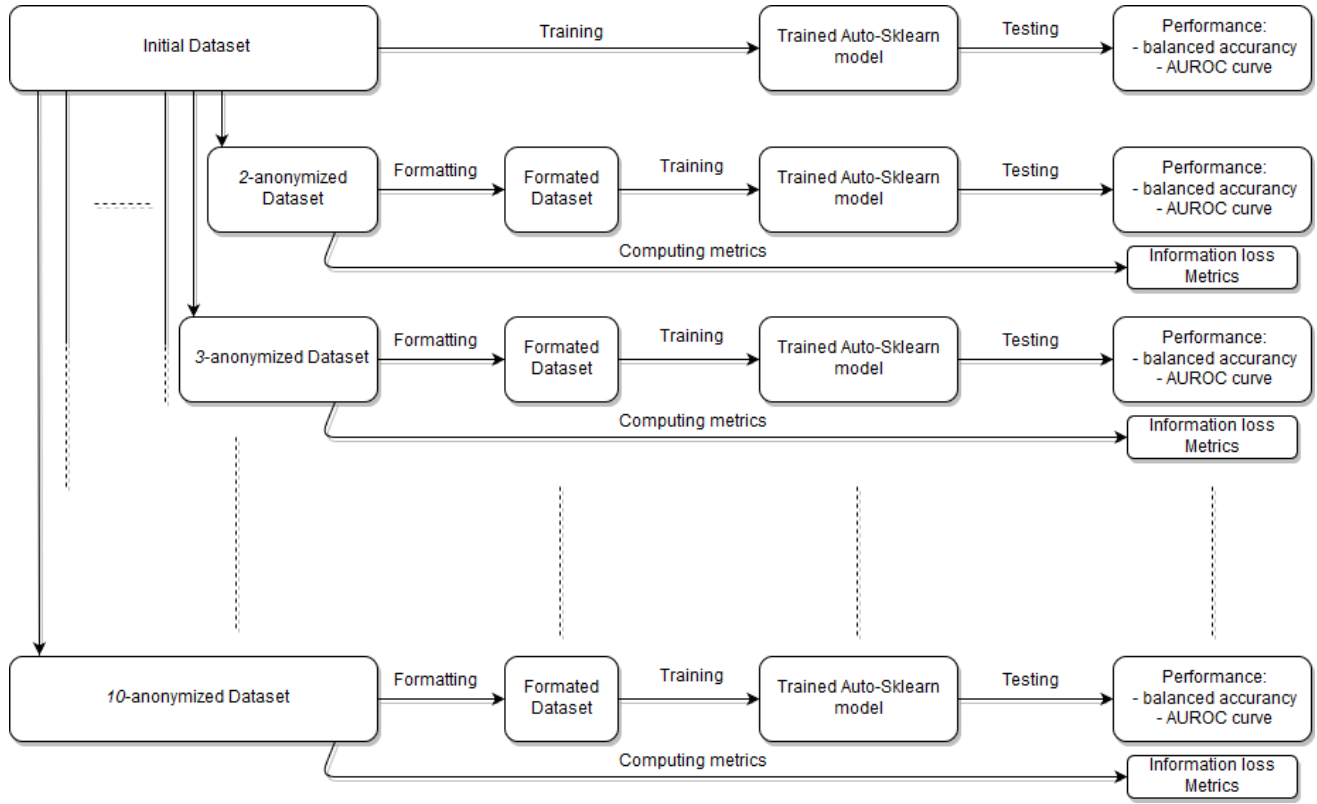 Initial Dataset
Training
Trained Auto-Sklearn
model
Testing
Performance:
- balanced accurancy
- AUROC curve
2-anonymized
Dataset
Formatting
Formated
Dataset
Training
Trained Auto-Sklearn
model
Testing
Performance:
- balanced accurancy
- AUROC curve
Computing metrics
Information loss
Metrics
3-anonymized Dataset
Formatting
Formated
Dataset
Training
Trained Auto-Sklearn
model
Testing
Performance:
- balanced accurancy
- AUROC curve
Computing metrics
Information loss
Metrics
10-anonymized Dataset
Formatting
Formated
Dataset
Training
Trained Auto-Sklearn
model
Testing
Performance:
- balanced accurancy
- AUROC curve
Computing metrics
Information loss
Metrics